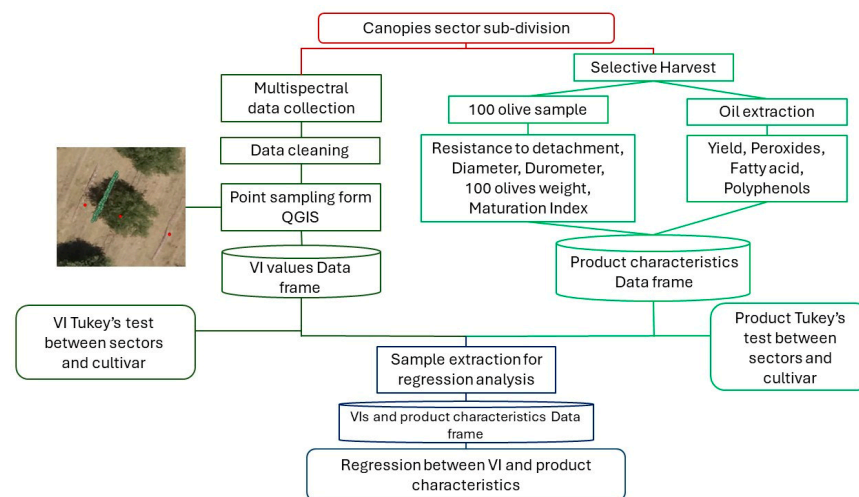 Canopies sector sub-division
Selective Harvest
Multispectral
data collection
100 olive sample
Oil extraction
Data cleaning
Resistance to detachment,
Diameter, Durometer,
100 olives weight,
Maturation Index
Yield, Peroxides,
Fatty acid,
Polyphenols
Point sampling form
QGIS
VI values Data
frame
Product characteristics
Data frame
VI Tukey's test
between sectors
and cultivar
Product Tukey's
test between
sectors and
cultivar
Sample extraction for
regression analysis
VIs and product characteristics Data
frame
Regression between VI and product
characteristics